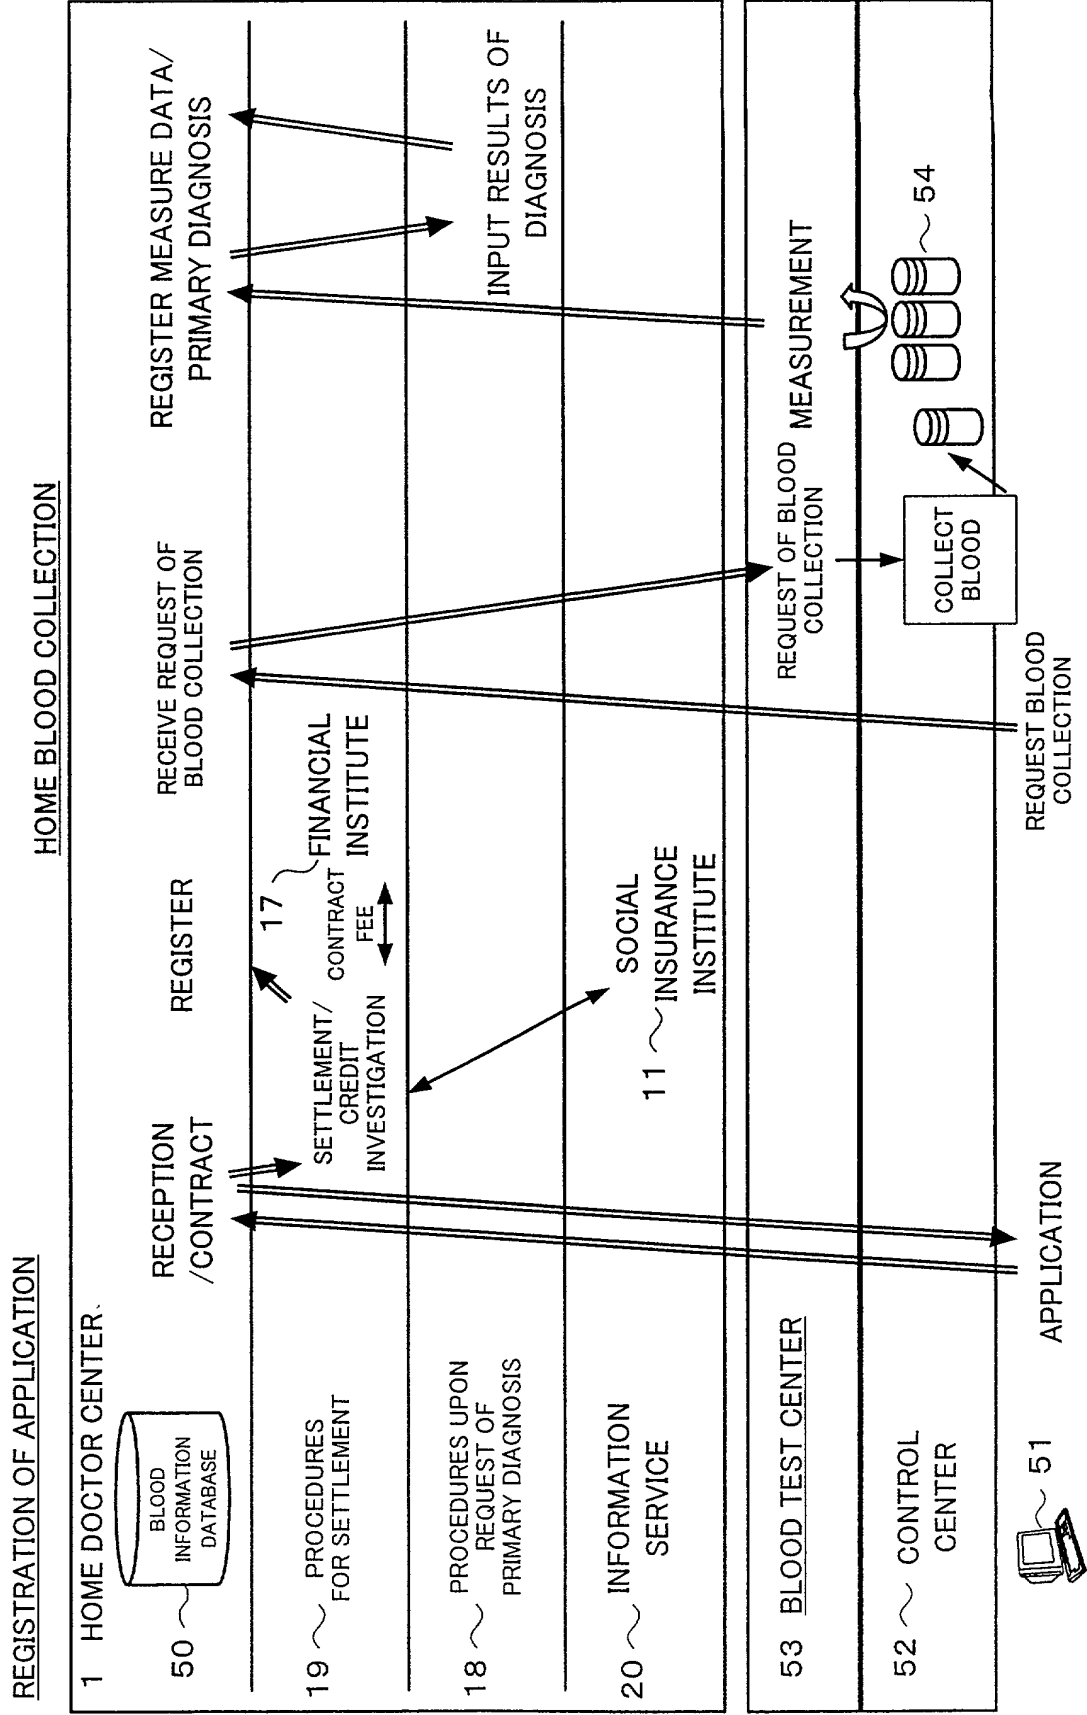 REGISTRATION OF APPLICATION
HOME BLOOD COLLECTION
1 HOME DOCTOR CENTER
50
BLOOD
INFORMATION
DATABASE
RECEPTION
/CONTRACT
REGISTER
RECEIVE REQUEST OF
BLOOD COLLECTION
REGISTER MEASURE DATA/
PRIMARY DIAGNOSIS
19
PROCEDURES
FOR SETTLEMENT
SETTLEMENT/
CREDIT
INVESTIGATION
CONTRACT
FEE
17
FINANCIAL
INSTITUTE
18
PROCEDURES UPON
REQUEST OF
PRIMARY DIAGNOSIS
INPUT RESULTS OF
DIAGNOSIS
20
INFORMATION
SERVICE
11
SOCIAL
INSURANCE
INSTITUTE
53 BLOOD TEST CENTER
REQUEST OF BLOOD
COLLECTION
MEASUREMENT
52
CONTROL
CENTER
COLLECT
BLOOD
54
51
APPLICATION
REQUEST BLOOD
COLLECTION